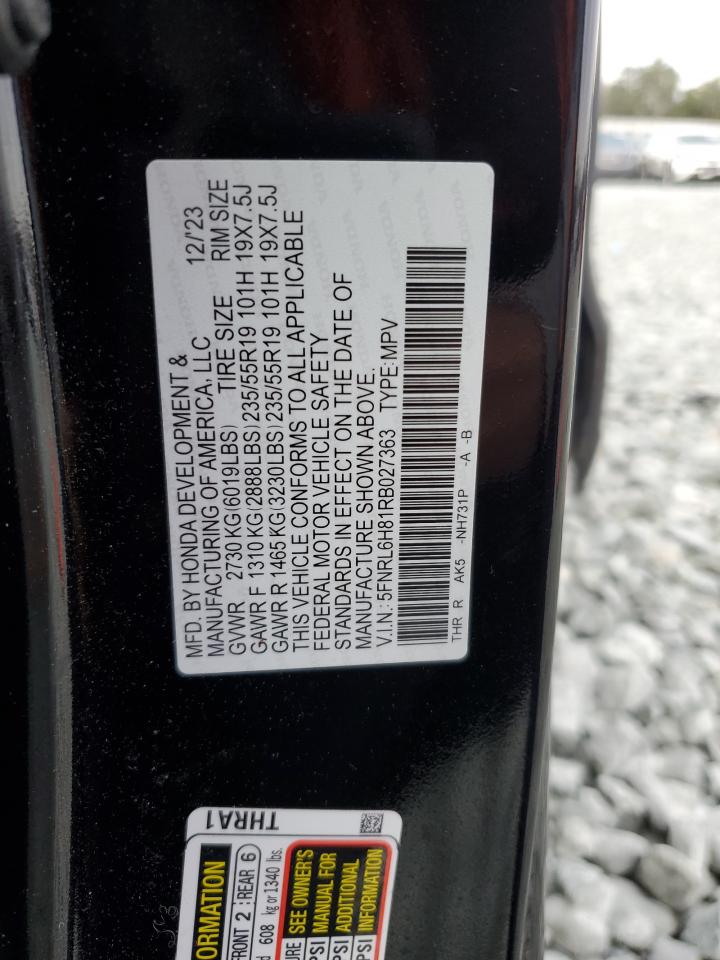 MFD. BY HONDA DEVELOPMENT &
MANUFACTURING OF AMERICA, LLC 12/'23
GVWR 2730 KG(6019LBS) TIRE SIZE RIM SIZE
GAWR F 1310 KG(2888LBS) 235/55R19 101H 19X7.5J
GAWR R 1465 KG(3230LBS) 235/55R19 101H 19X7.5J
THIS VEHICLE CONFORMS TO ALL APPLICABLE
FEDERAL MOTOR VEHICLE SAFETY
STANDARDS IN EFFECT ON THE DATE OF
MANUFACTURE SHOWN ABOVE.
V.I.N.: 5FNRL6H81RB027363 TYPE: MPV
THR R AK5 -NH731P -A -B
THRA1
FRONT 2 : REAR 6
608 kg or 1340 lbs.
SEE OWNER'S
PSI MANUAL FOR
PSI ADDITIONAL
PSI INFORMATION